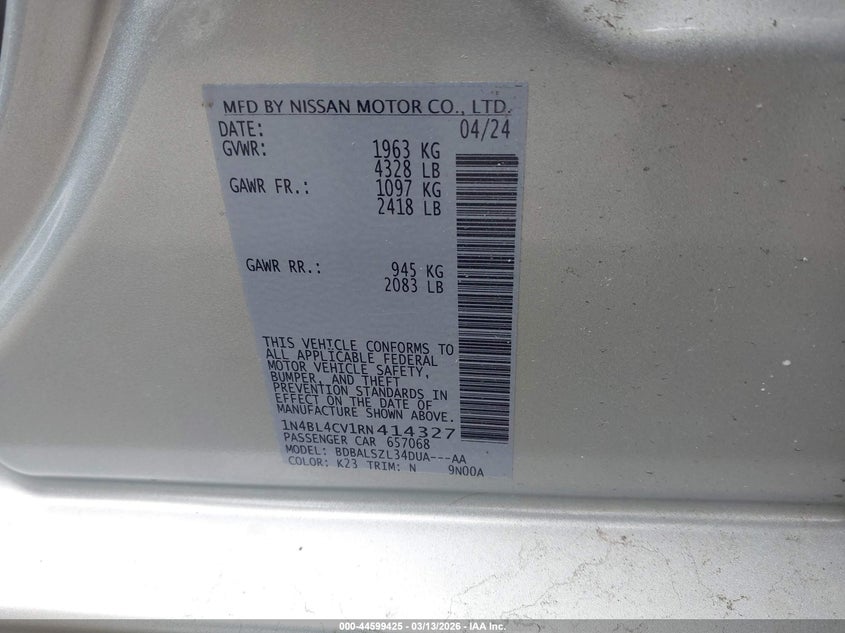 MFD BY NISSAN MOTOR CO., LTD.
DATE: 04/24
GVWR: 1963 KG
4328 LB
GAWR FR.: 1097 KG
2418 LB
GAWR RR.: 945 KG
2083 LB
THIS VEHICLE CONFORMS TO
ALL APPLICABLE FEDERAL
MOTOR VEHICLE SAFETY,
BUMPER, AND THEFT
PREVENTION STANDARDS IN
EFFECT ON THE DATE OF
MANUFACTURE SHOWN ABOVE.
1N4BL4CV1RN414327
PASSENGER CAR 657068
MODEL: BDBALSZL34DUA---AA
COLOR: K23 TRIM: N 9N00A
000-44599425 - 03/13/2026 - IAA Inc.